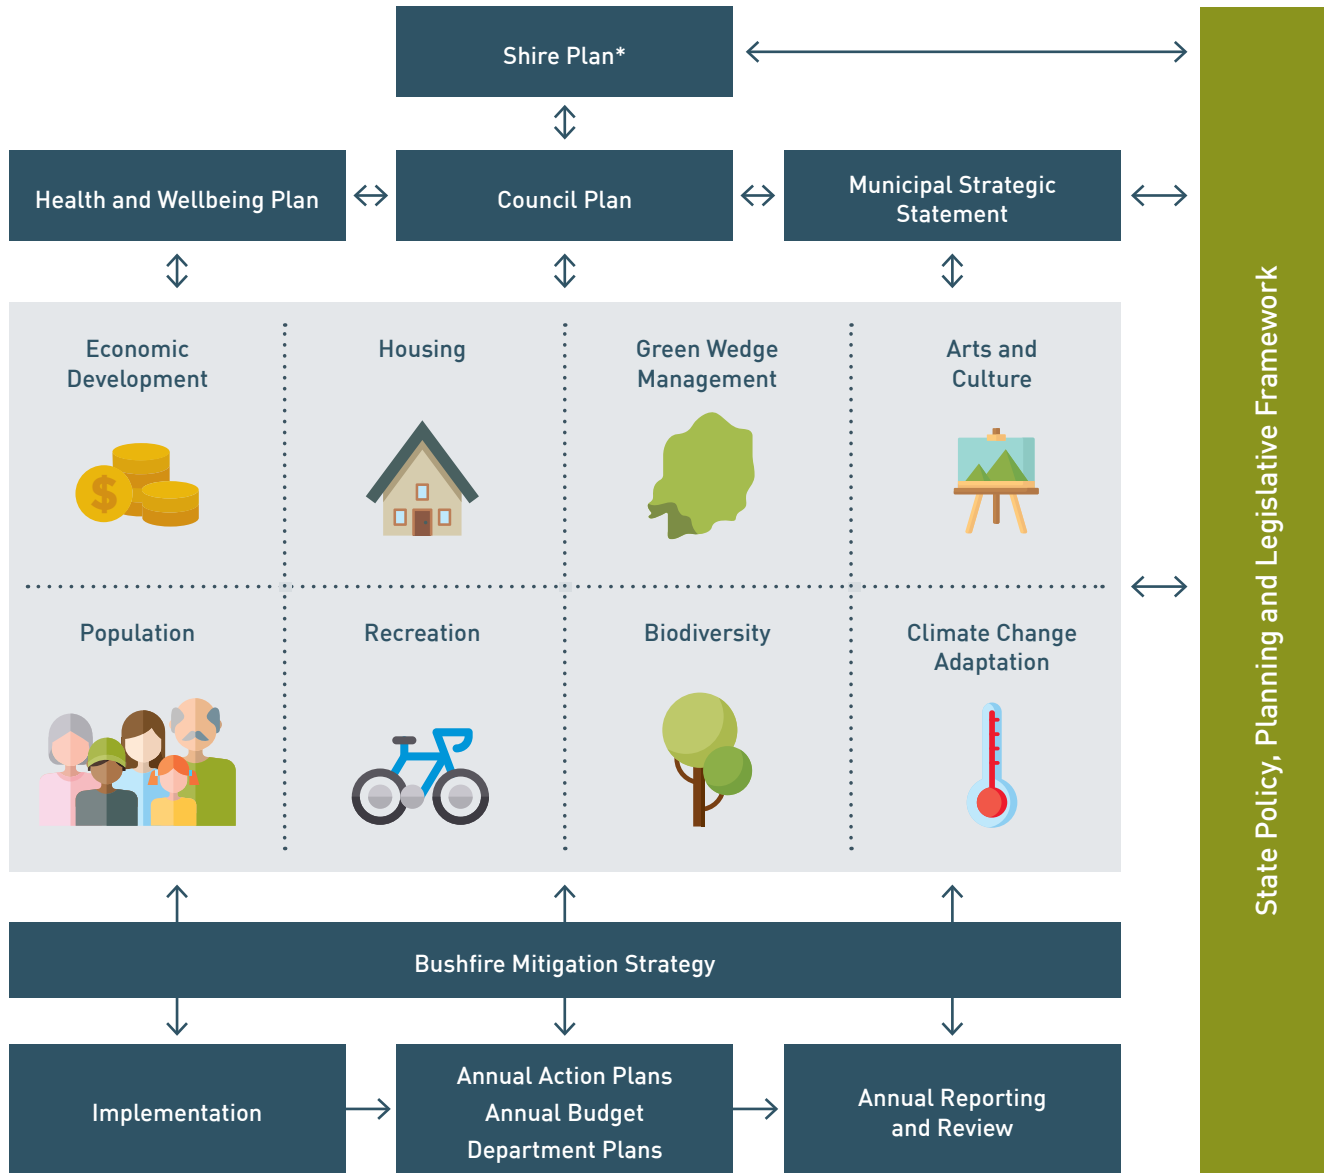 Shire Plan*
Health and Wellbeing Plan
Council Plan
Municipal Strategic
Statement
Economic
Development
Housing
Green Wedge
Management
Arts and
Culture
$
Population
Recreation
Biodiversity
Climate Change
Adaptation
Bushfire Mitigation Strategy
Implementation
Annual Action Plans
Annual Budget
Department Plans
Annual Reporting
and Review
State Policy, Planning and Legislative Framework